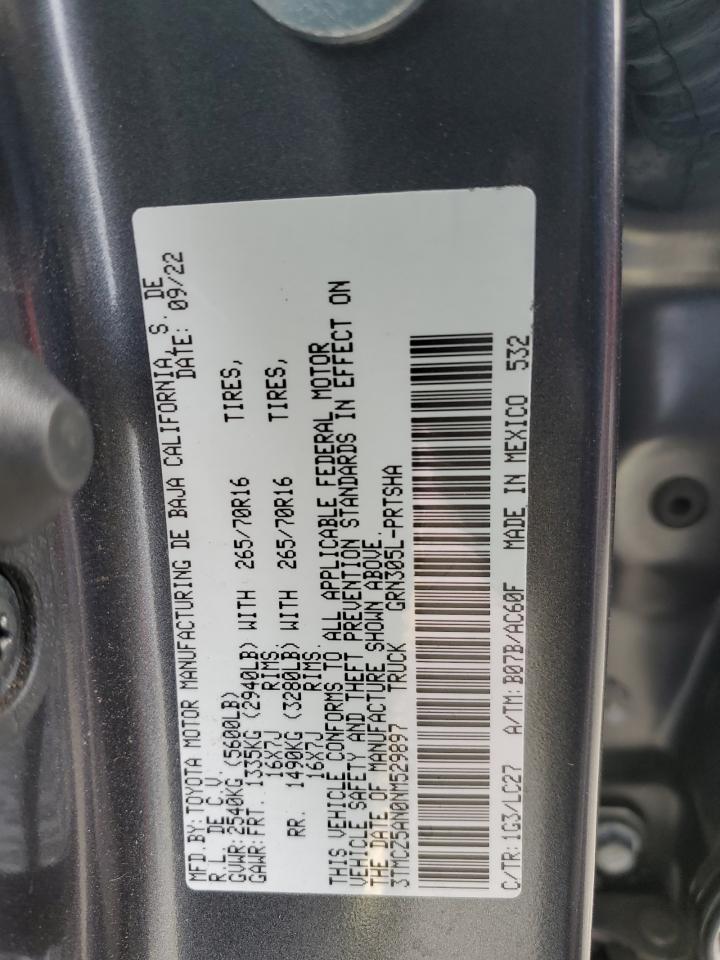 MFD.BY: TOYOTA MOTOR MANUFACTURING DE BAJA CALIFORNIA, S. DE
R.L. DE C.V. DATE: 09/22
GVWR: 2540KG (5600LB)
GAWR: FRT. 1335KG (2940LB) WITH 265/70R16 TIRES,
16X7J RIMS,
RR. 1490KG (3280LB) WITH 265/70R16 TIRES,
16X7J RIMS.
THIS VEHICLE CONFORMS TO ALL APPLICABLE FEDERAL MOTOR
VEHICLE SAFETY AND THEFT PREVENTION STANDARDS IN EFFECT ON
THE DATE OF MANUFACTURE SHOWN ABOVE.
3TMCZ5AN0NM529897 TRUCK GRN305L-PRTSHA
C/TR: 1G3/LC27 A/TM: B07B/AC60F MADE IN MEXICO 532